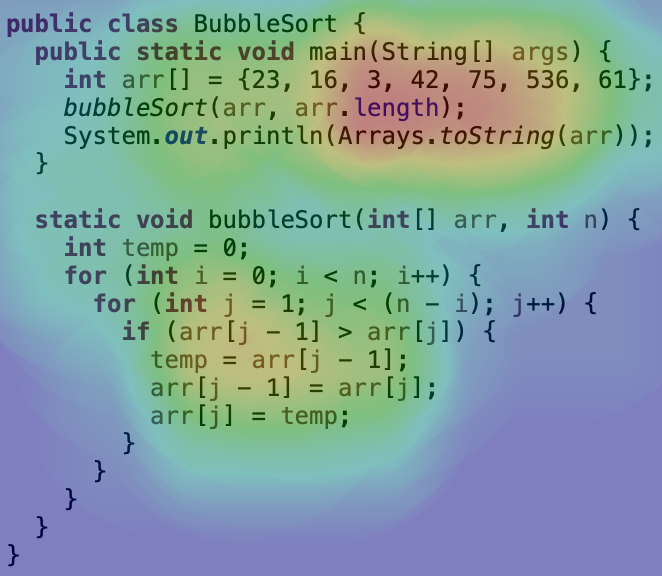 public class BubbleSort {
  public static void main(String[] args) {
    int arr[] = {23, 16, 3, 42, 75, 536, 61};
    bubbleSort(arr, arr.length);
    System.out.println(Arrays.toString(arr));
  }

  static void bubbleSort(int[] arr, int n) {
    int temp = 0;
    for (int i = 0; i < n; i++) {
      for (int j = 1; j < (n - i); j++) {
        if (arr[j - 1] > arr[j]) {
          temp = arr[j - 1];
          arr[j - 1] = arr[j];
          arr[j] = temp;
        }
      }
    }
  }
}